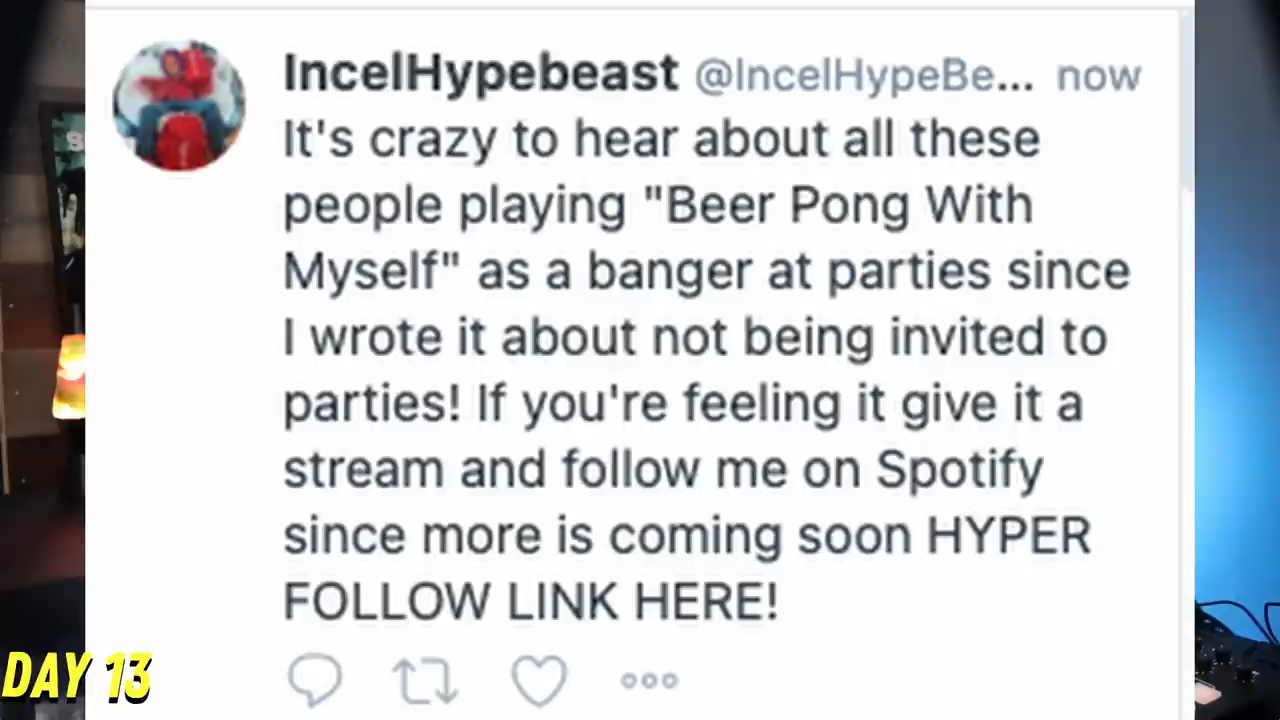 IncelHypebeast @IncelHypeBe... now
It's crazy to hear about all these
people playing "Beer Pong With
Myself" as a banger at parties since
I wrote it about not being invited to
parties! If you're feeling it give it a
stream and follow me on Spotify
since more is coming soon HYPER
FOLLOW LINK HERE!
DAY 13